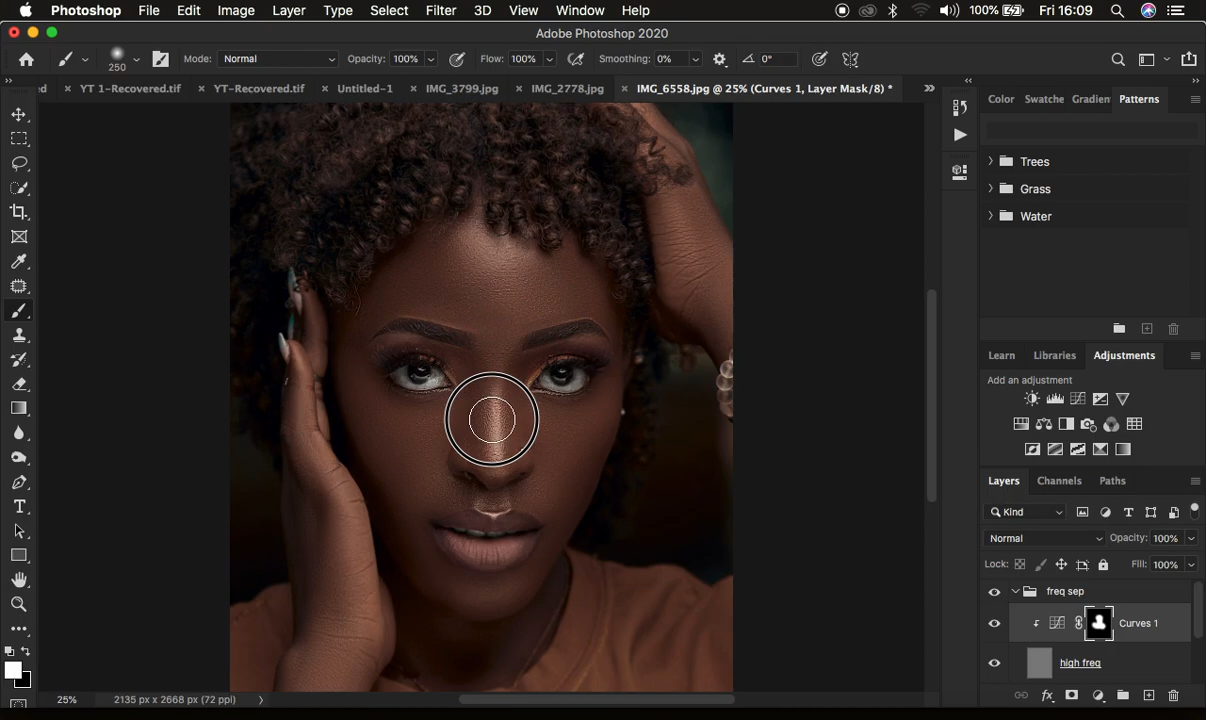 Photoshop File Edit Image Layer Type Select Filter 3D View Window Help 100% Fri 16:09
Adobe Photoshop 2020
250 Mode: Normal Opacity: 100% Flow: 100% Smoothing: 0% 0°
ed × YT 1-Recovered.tif × YT-Recovered.tif × Untitled-1 × IMG_3799.jpg × IMG_2778.jpg × IMG_6558.jpg @ 25% (Curves 1, Layer Mask/8) *
Color Swatche Gradien Patterns
Trees
Grass
Water
Learn Libraries Adjustments
Add an adjustment
Layers Channels Paths
Kind
Normal Opacity: 100%
Lock: Fill: 100%
freq sep
Curves 1
high freq
25% 2135 px x 2668 px (72 ppi)